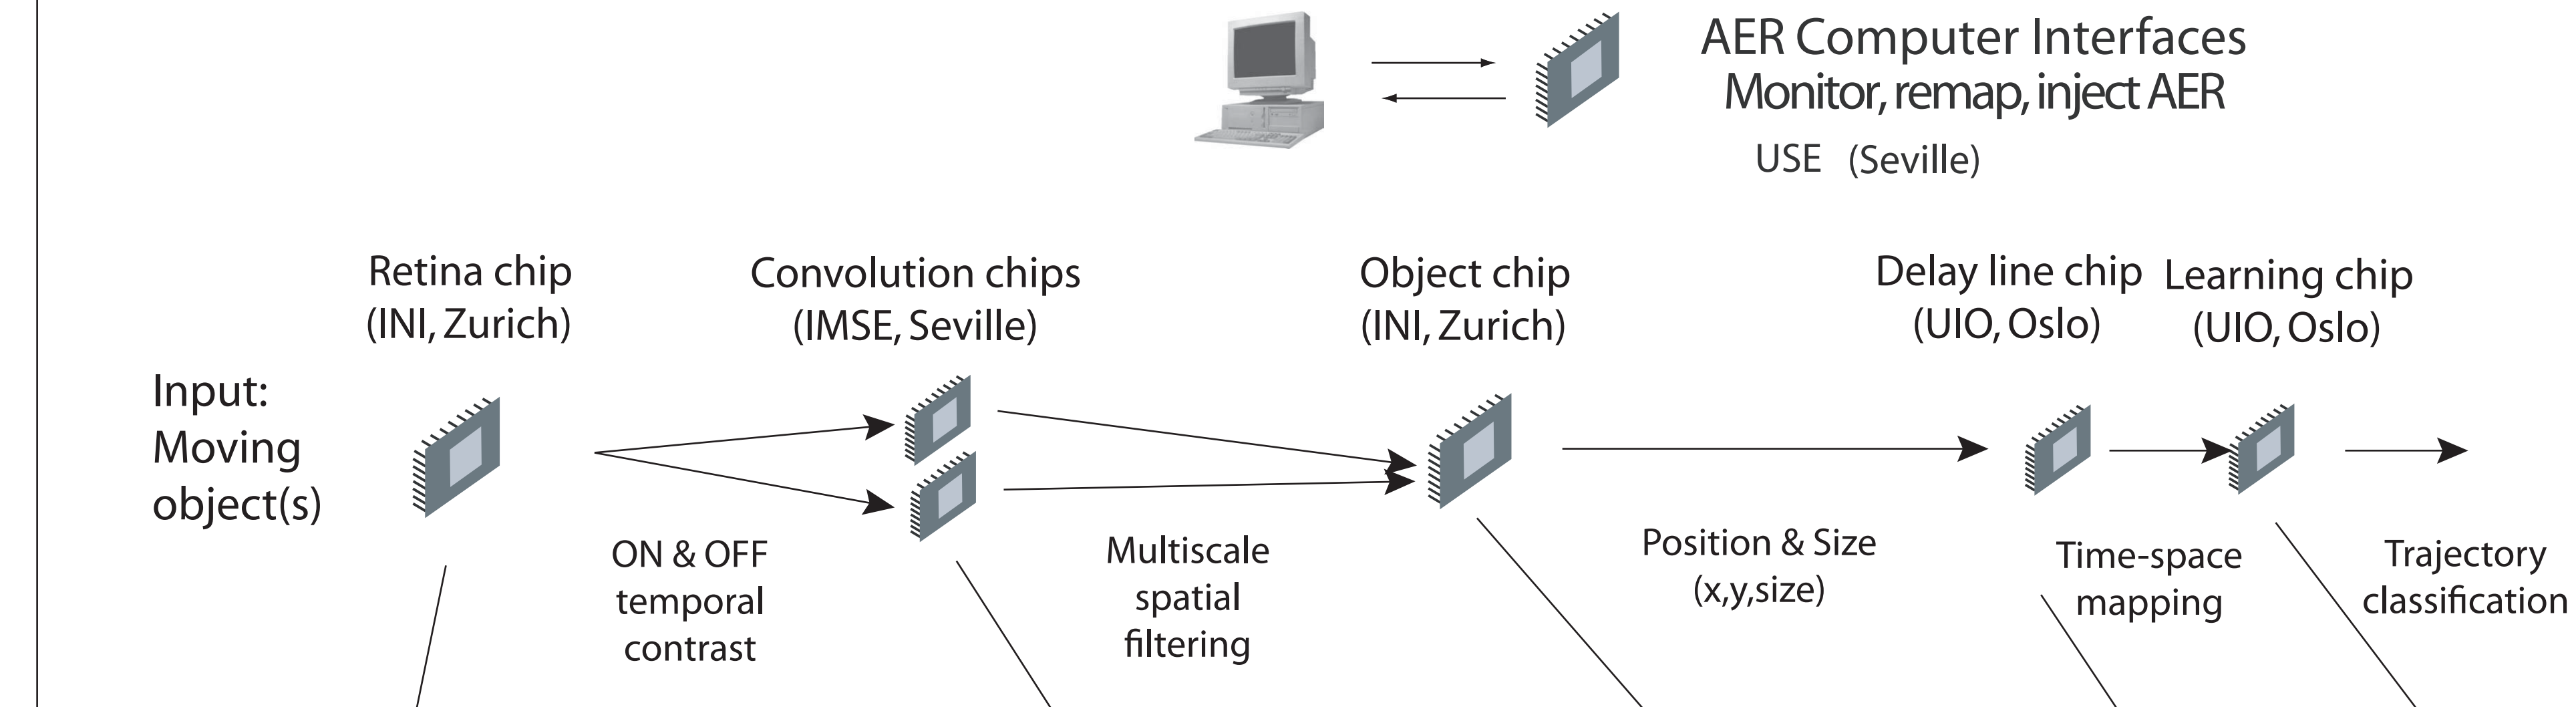 AER Computer Interfaces
Monitor, remap, inject AER
USE (Seville)
Retina chip
(INI, Zurich)
Convolution chips
(IMSE, Seville)
Object chip
(INI, Zurich)
Delay line chip
(UIO, Oslo)
Learning chip
(UIO, Oslo)
Input:
Moving
object(s)
ON & OFF
temporal
contrast
Multiscale
spatial
filtering
Position & Size
(x,y,size)
Time-space
mapping
Trajectory
classification